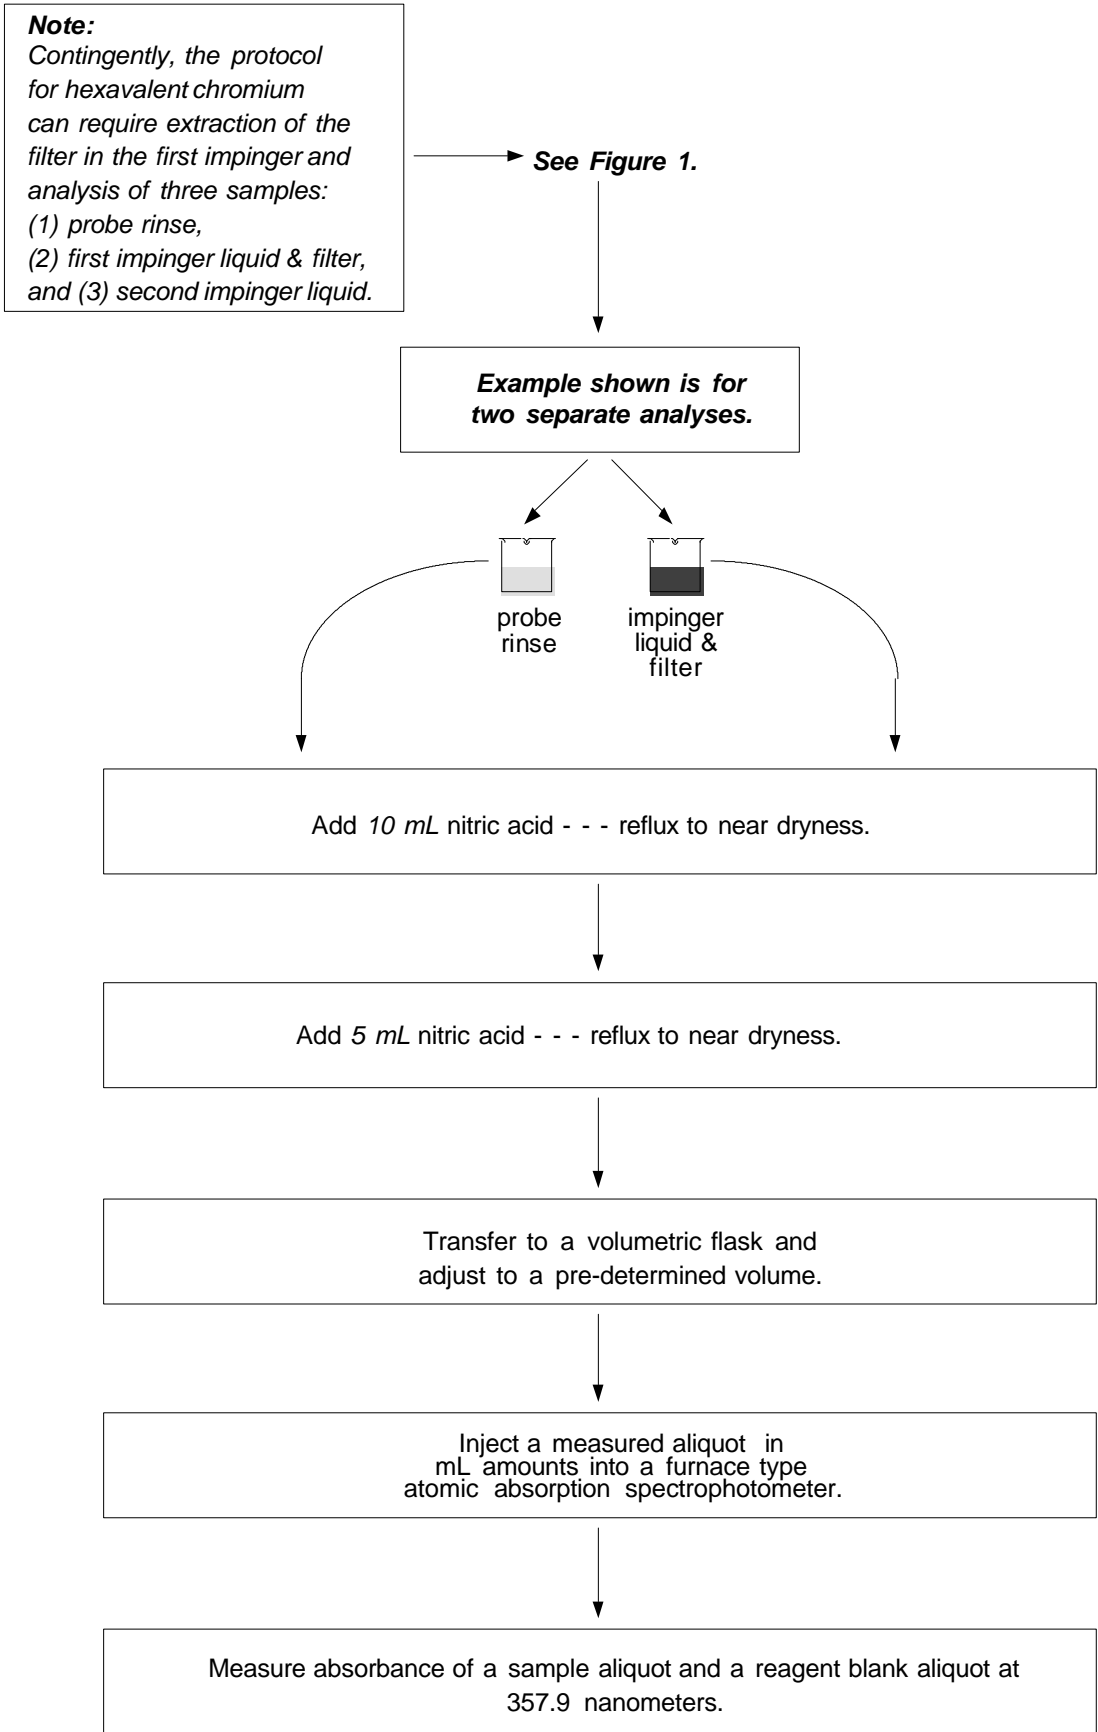 Note:
Contingently, the protocol
for hexavalent chromium
can require extraction of the
filter in the first impinger and
analysis of three samples:
(1) probe rinse,
(2) first impinger liquid & filter,
and (3) second impinger liquid.
See Figure 1.
Example shown is for
two separate analyses.
probe
rinse
impinger
liquid &
filter
Add 10 mL nitric acid - - - reflux to near dryness.
Add 5 mL nitric acid - - - reflux to near dryness.
Transfer to a volumetric flask and
adjust to a pre-determined volume.
Inject a measured aliquot in
mL amounts into a furnace type
atomic absorption spectrophotometer.
Measure absorbance of a sample aliquot and a reagent blank aliquot at
357.9 nanometers.